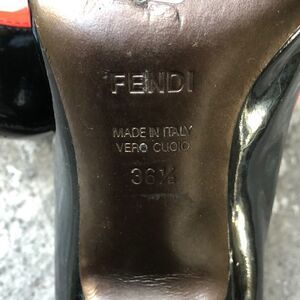 FENDI
MADE IN ITALY
VERO CUOIO
36½